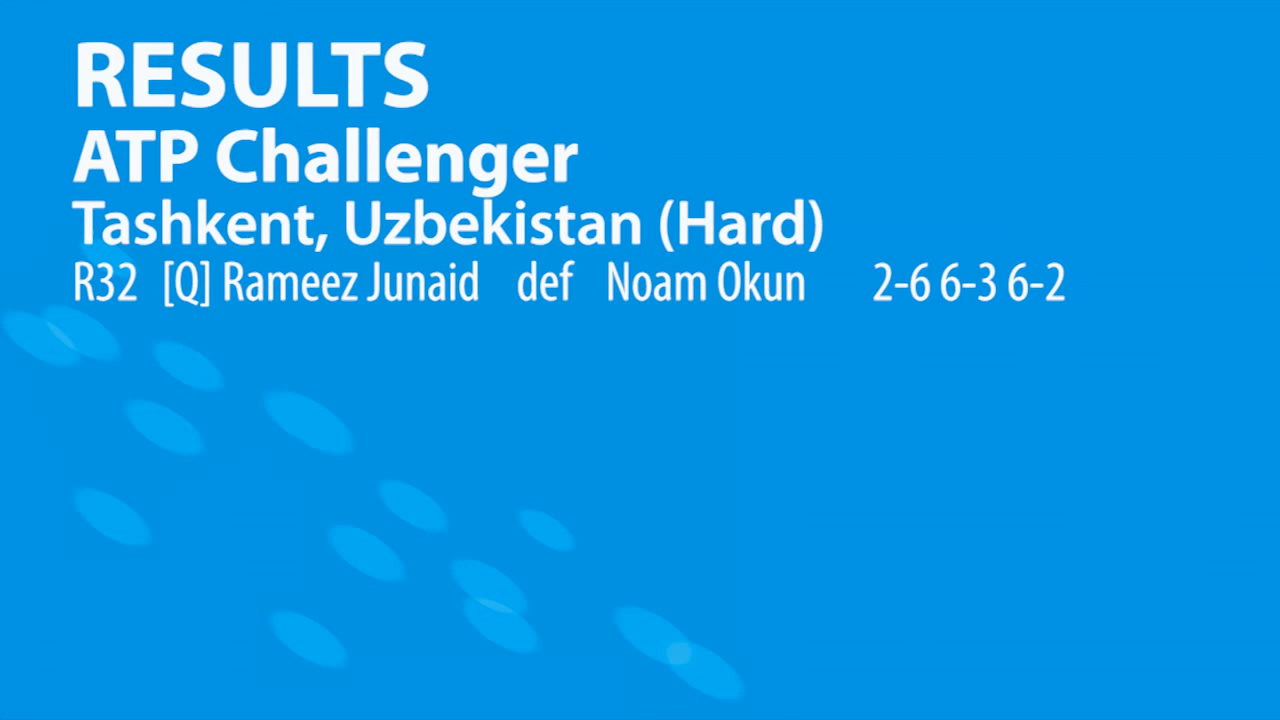 RESULTS
ATP Challenger
Tashkent, Uzbekistan (Hard)
R32 [Q] Rameez Junaid def Noam Okun 2-6 6-3 6-2